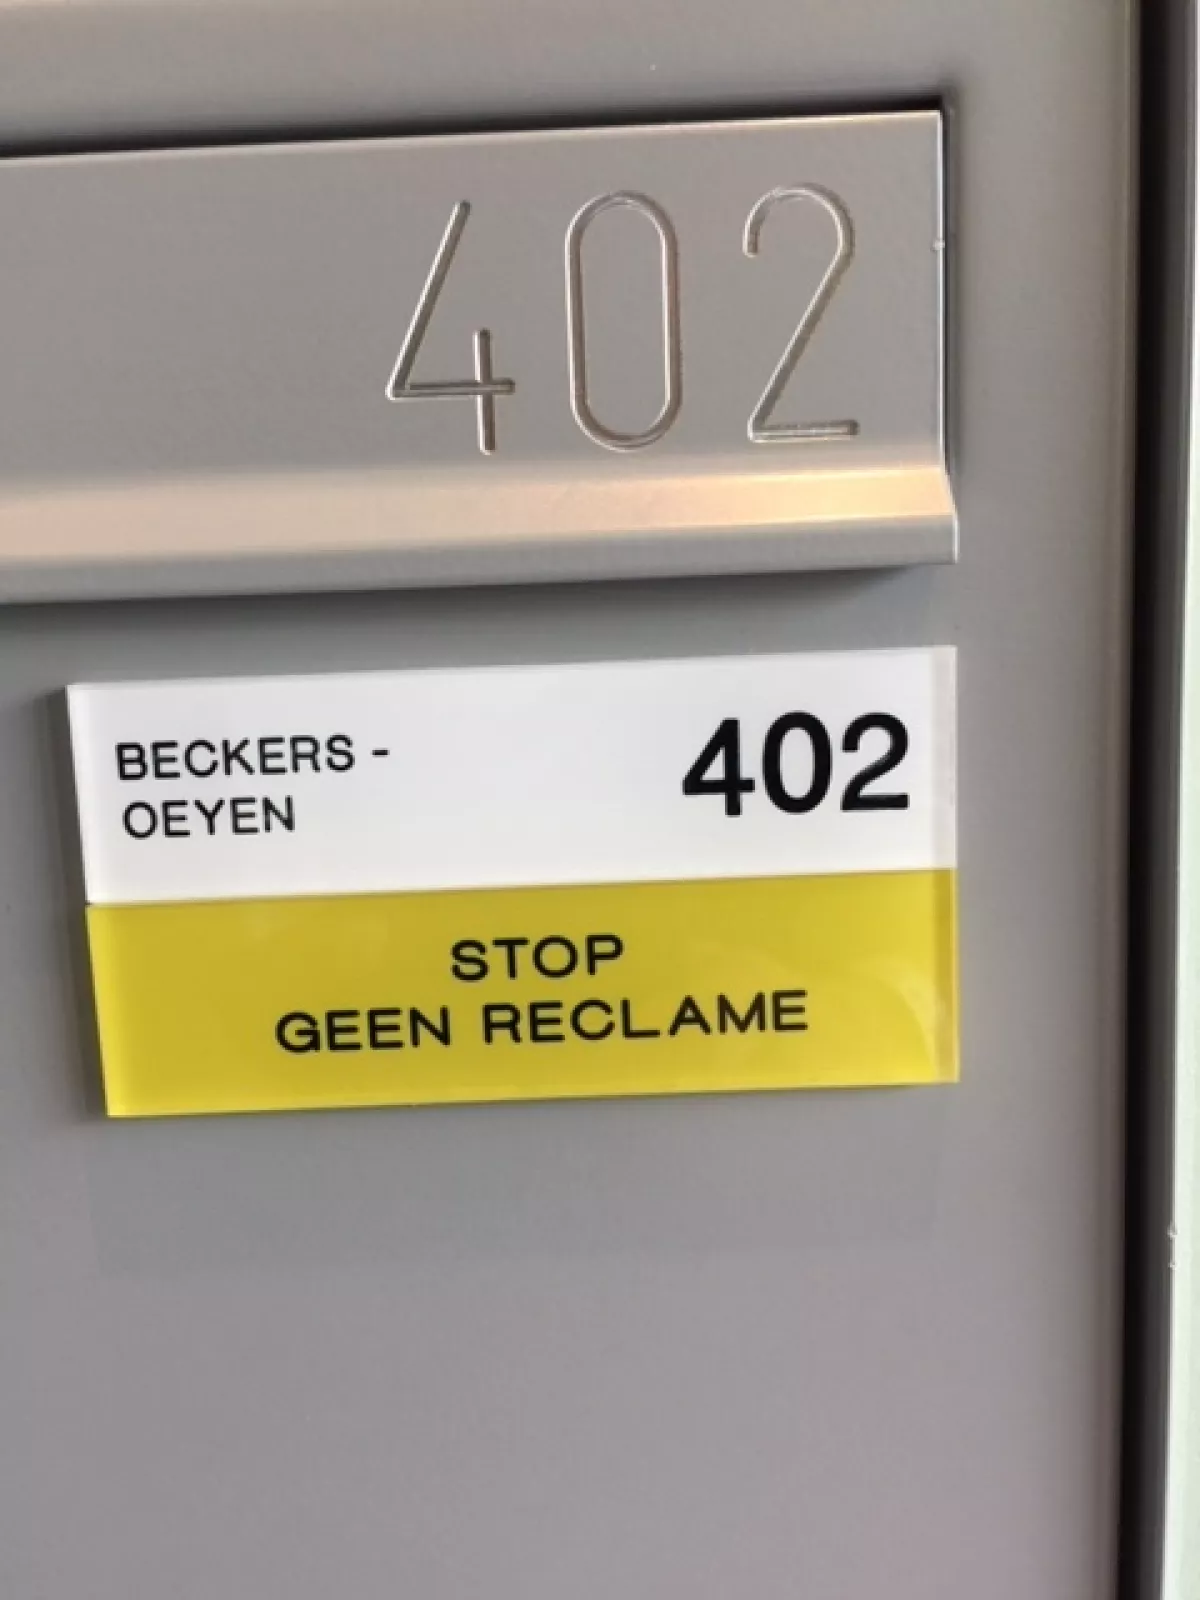 402
BECKERS - 402
OEYEN
STOP
GEEN RECLAME